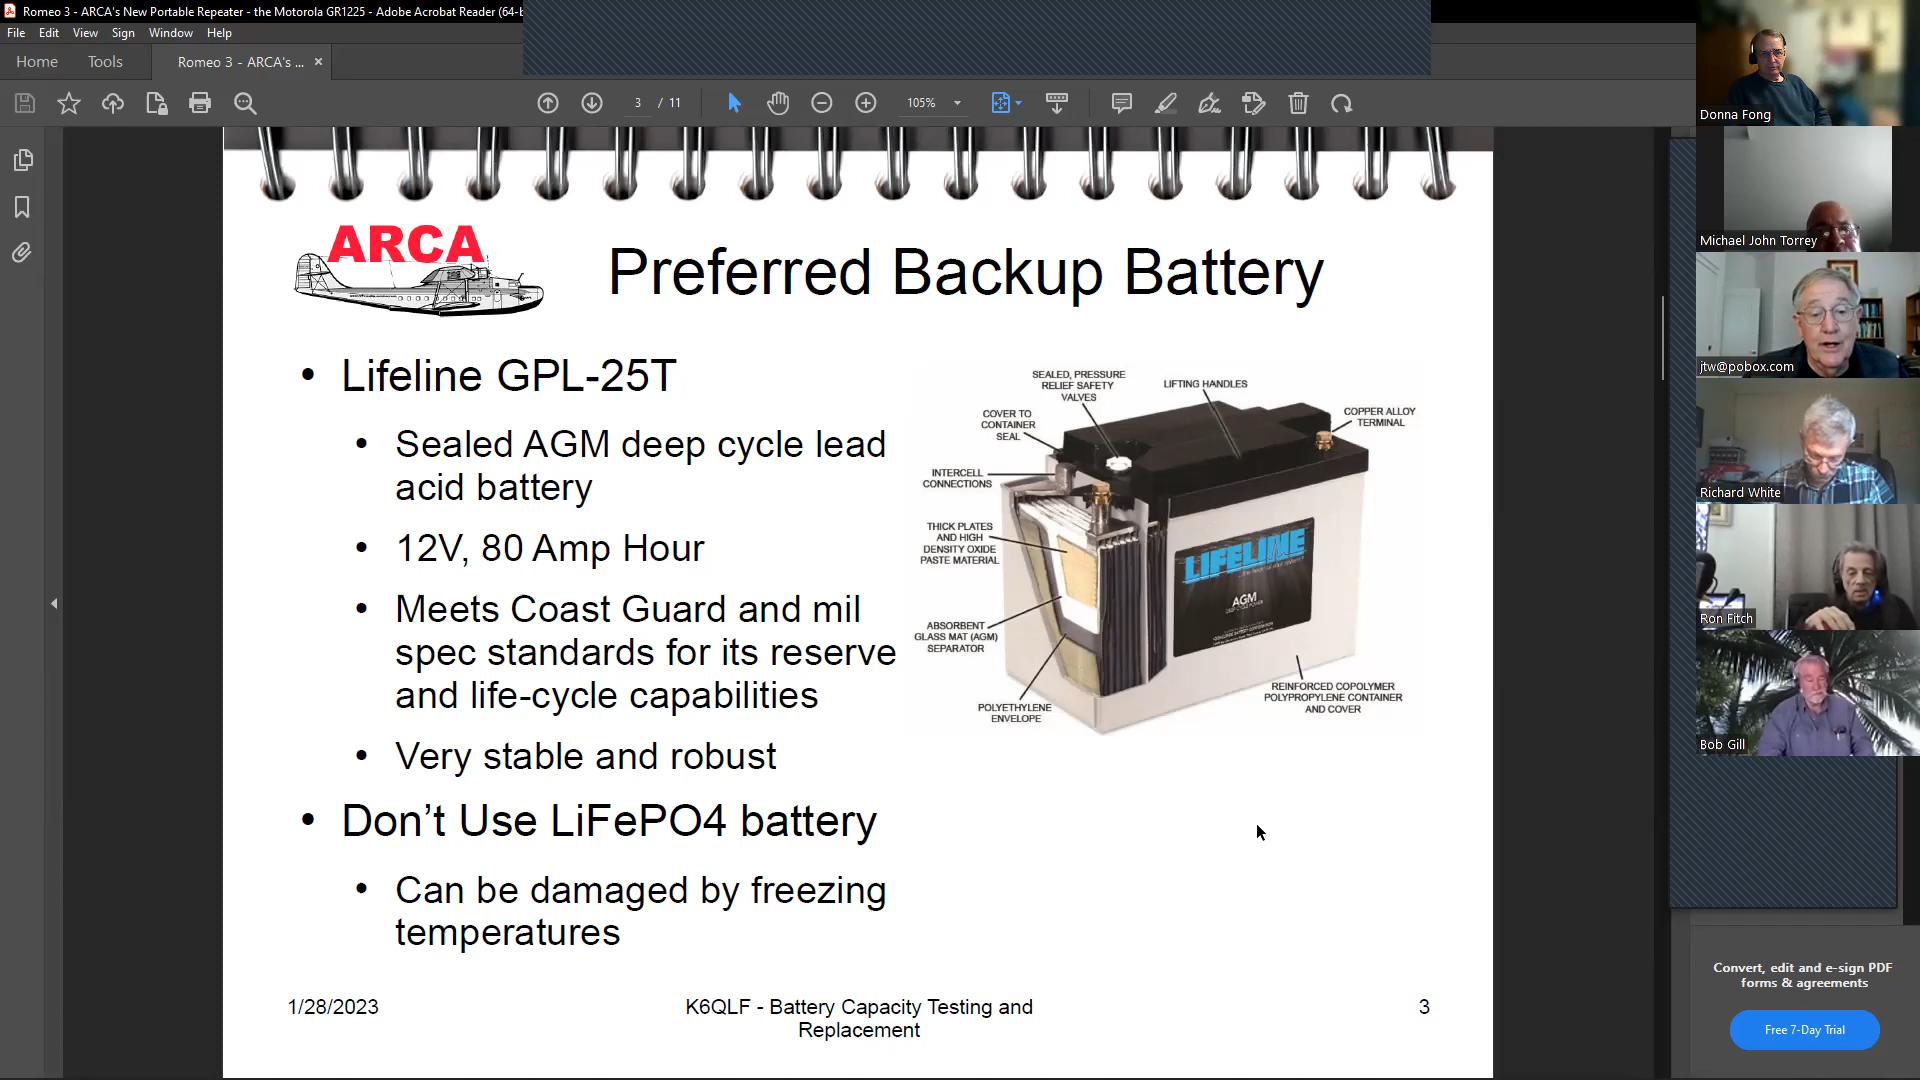 Romeo 3 - ARCA's New Portable Repeater - the Motorola GR1225 - Adobe Acrobat Reader (64-b
File Edit View Sign Window Help
Home Tools Romeo 3 - ARCA's ... ×
3 / 11 105%
ARCA
Preferred Backup Battery
• Lifeline GPL-25T
• Sealed AGM deep cycle lead
acid battery
• 12V, 80 Amp Hour
• Meets Coast Guard and mil
spec standards for its reserve
and life-cycle capabilities
• Very stable and robust
• Don’t Use LiFePO4 battery
• Can be damaged by freezing
temperatures
SEALED, PRESSURE
RELIEF SAFETY
VALVES
LIFTING HANDLES
COVER TO
CONTAINER
SEAL
COPPER ALLOY
TERMINAL
INTERCELL
CONNECTIONS
THICK PLATES
AND HIGH
DENSITY OXIDE
PASTE MATERIAL
LIFELINE
AGM
DEEP CYCLE POWER
ABSORBENT
GLASS MAT (AGM)
SEPARATOR
POLYETHYLENE
ENVELOPE
REINFORCED COPOLYMER
POLYPROPYLENE CONTAINER
AND COVER
1/28/2023
K6QLF - Battery Capacity Testing and
Replacement
3
Donna Fong
Michael John Torrey
jtw@pobox.com
Richard White
Ron Fitch
Bob Gill
Convert, edit and e-sign PDF
forms & agreements
Free 7-Day Trial